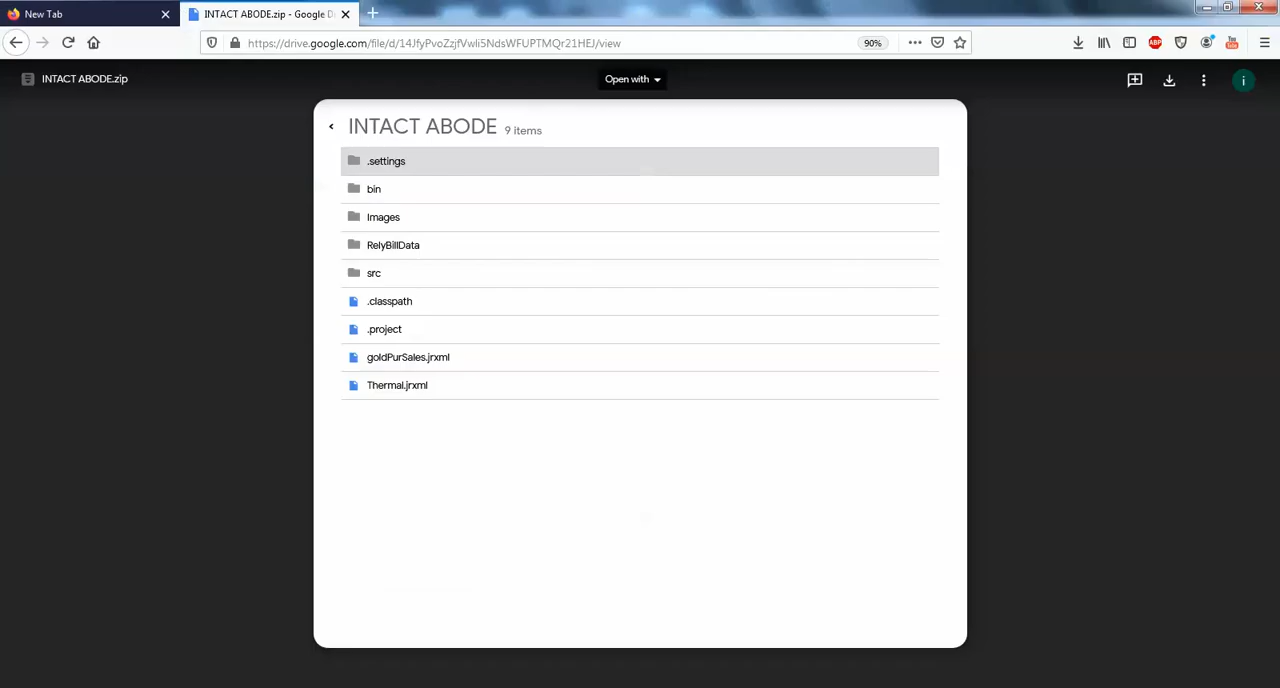 New Tab
INTACT ABODE.zip - Google D
https://drive.google.com/file/d/14JfyPvoZzjfVwli5NdsWFUPTMQr21HEJ/view
90%
ABP
INTACT ABODE.zip
Open with
i
INTACT ABODE 9 items
.settings
bin
Images
RelyBillData
src
.classpath
.project
goldPurSales.jrxml
Thermal.jrxml